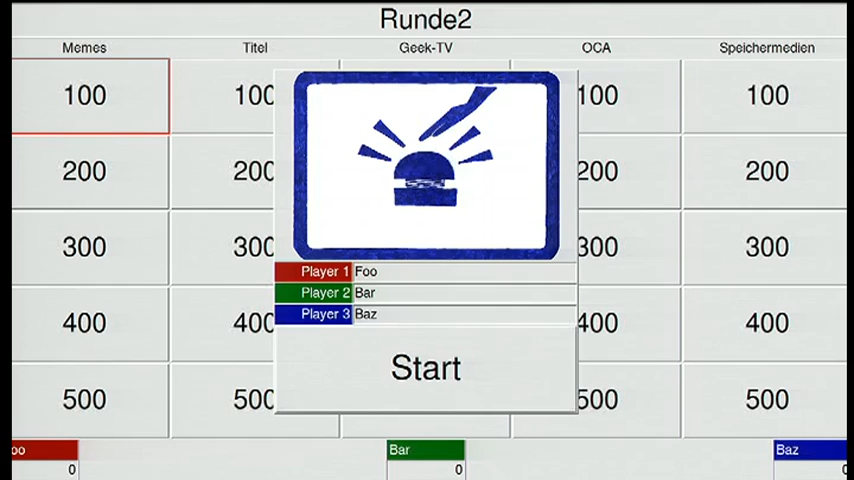 Runde2
Memes Titel Geek-TV OCA Speichermedien
100 100 100 100
200 200 200 200
300 300 300 300
Player 1 Foo
Player 2 Bar
Player 3 Baz
400 400 400 400
Start
500 500 500 500
oo Bar Baz
0 0 0